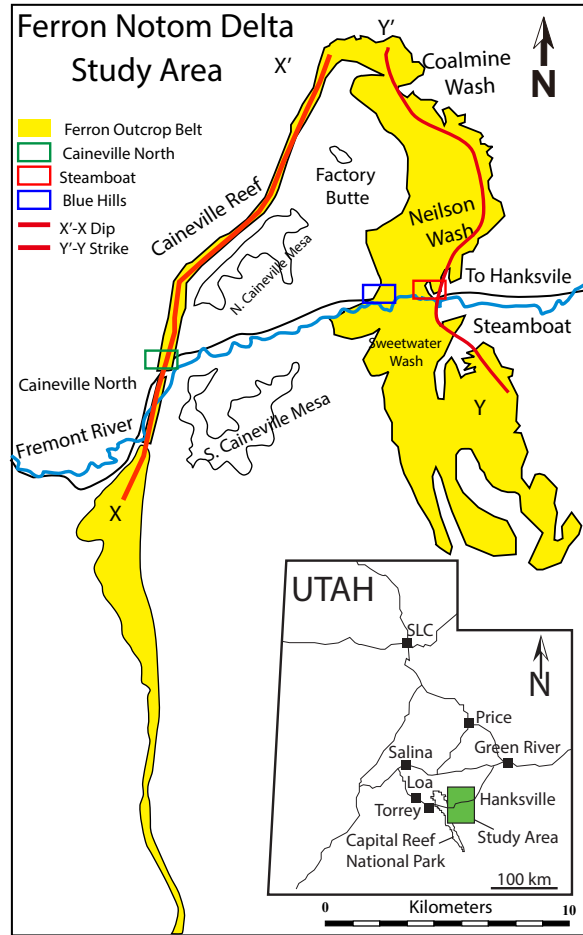 Ferron Notom Delta
Study Area
Y'
X'
Coalmine
Wash
N
Ferron Outcrop Belt
Caineville North
Steamboat
Blue Hills
X'-X Dip
Y'-Y Strike
Caineville Reef
Factory
Butte
Neilson
Wash
N. Caineville Mesa
To Hanksvile
Steamboat
Sweetwater
Wash
Caineville North
Fremont River
S. Caineville Mesa
Y
X
UTAH
SLC
N
Price
Salina
Green River
Loa
Hanksville
Torrey
Study Area
Capital Reef
National Park
100 km
0
Kilometers
10